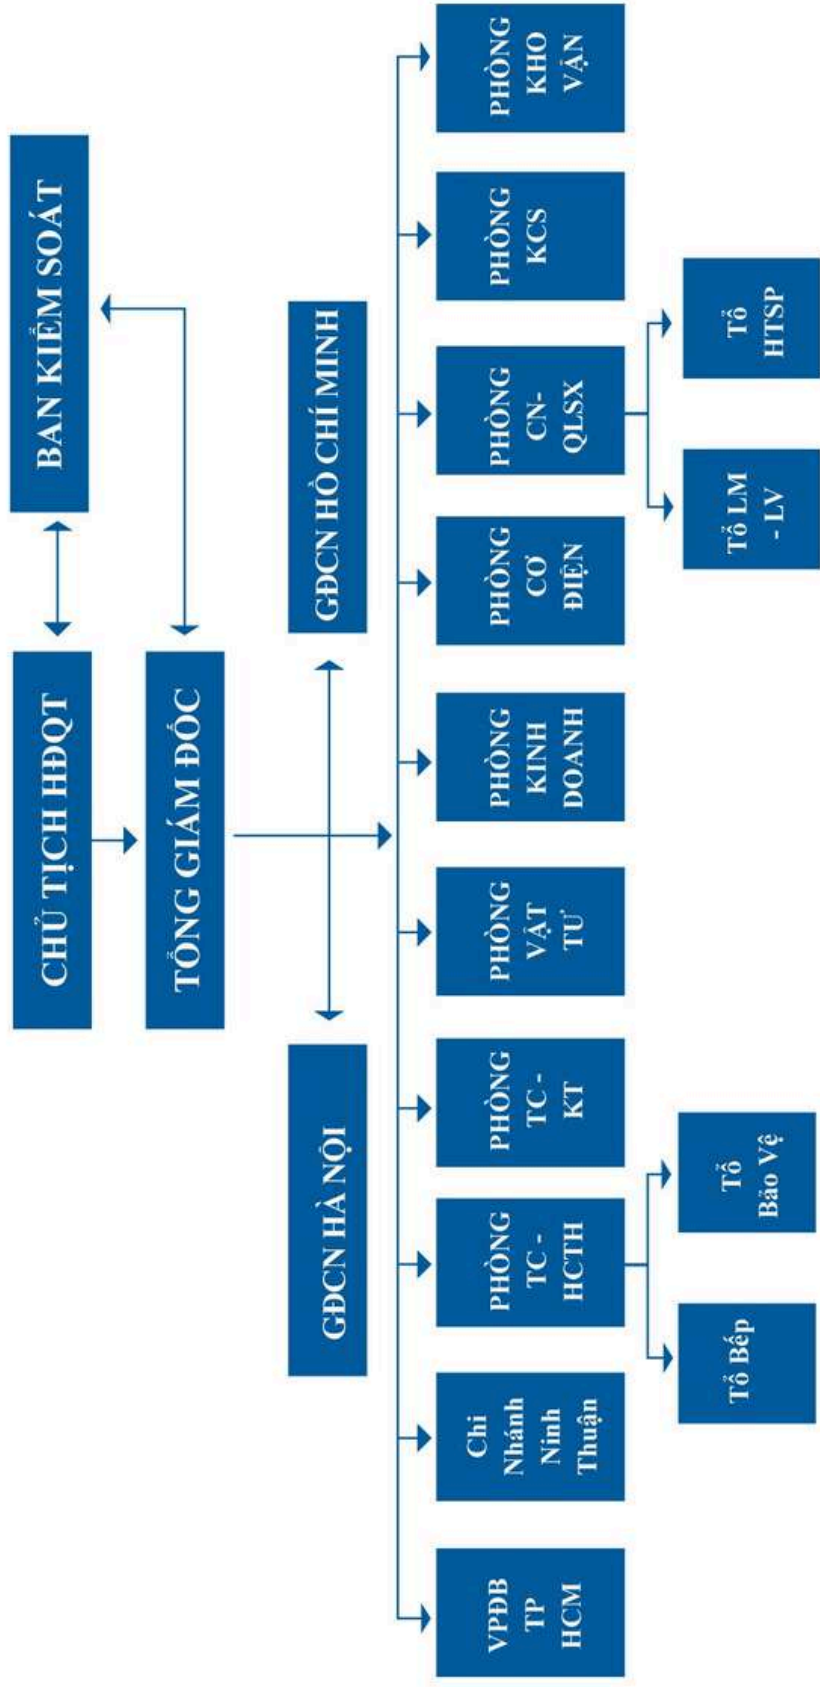 CHỦ TỊCH HĐQT
BAN KIỂM SOÁT
TỔNG GIÁM ĐỐC
GĐCN HÀ NỘI
GĐCN HỒ CHÍ MINH
VPĐB
TP
HCM
Chi
Nhánh
Ninh
Thuận
PHÒNG
TC -
HCTH
PHÒNG
TC -
KT
PHÒNG
VẬT
TƯ
PHÒNG
KINH
DOANH
PHÒNG
CƠ
ĐIỆN
PHÒNG
CN-
QLSX
PHÒNG
KCS
PHÒNG
KHO
VẬN
Tổ Bếp
Tổ
Bảo Vệ
Tổ LM
- LV
Tổ
HTSP